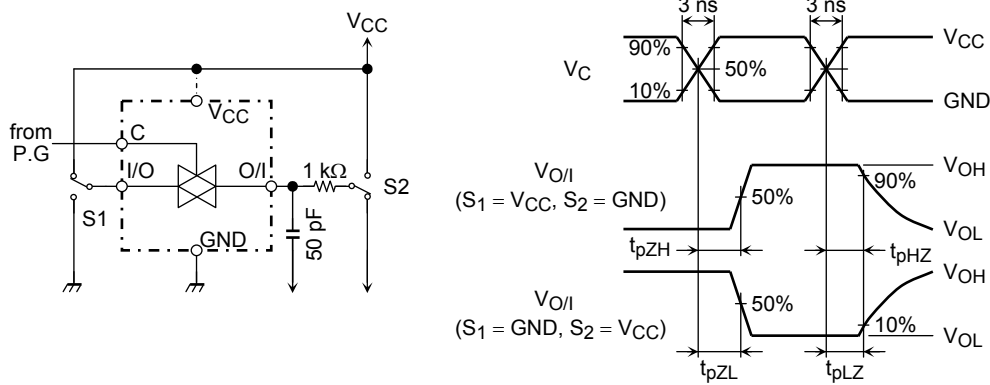 VCC
VCC
from
P.G
C
I/O
O/I
1 kΩ
S2
S1
GND
50 pF
3 ns
3 ns
VC
90%
10%
50%
VCC
GND
VO/I
(S1 = VCC, S2 = GND)
50%
VOH
90%
VOL
tpZH
tpHZ
VO/I
(S1 = GND, S2 = VCC)
50%
VOH
10%
VOL
tpZL
tpLZ